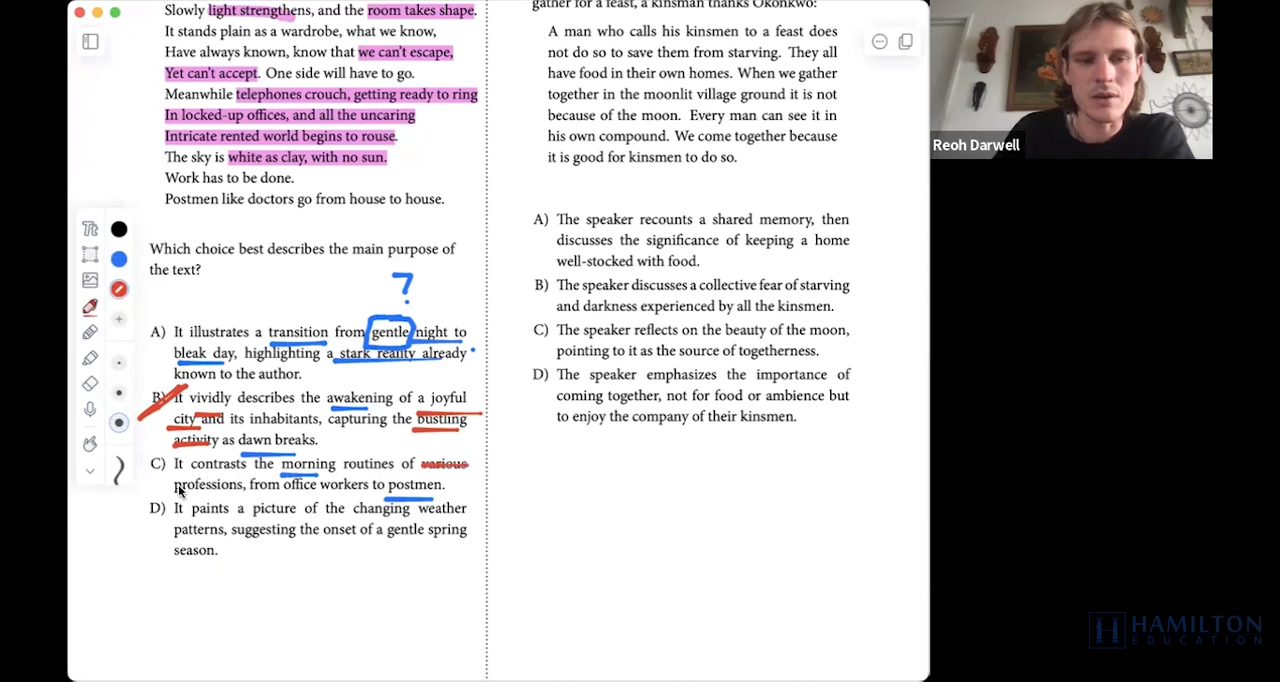 Slowly light strengthens, and the room takes shape.
It stands plain as a wardrobe, what we know,
Have always known, know that we can't escape,
Yet can't accept. One side will have to go.
Meanwhile telephones crouch, getting ready to ring
In locked-up offices, and all the uncaring
Intricate rented world begins to rouse.
The sky is white as clay, with no sun.
Work has to be done.
Postmen like doctors go from house to house.
Which choice best describes the main purpose of
the text?
?
A) It illustrates a transition from gentle night to
bleak day, highlighting a stark reality already
known to the author.
B) It vividly describes the awakening of a joyful
city and its inhabitants, capturing the bustling
activity as dawn breaks.
C) It contrasts the morning routines of various
professions, from office workers to postmen.
D) It paints a picture of the changing weather
patterns, suggesting the onset of a gentle spring
season.
gather for a feast, a kinsman thanks Okonkwo:
A man who calls his kinsmen to a feast does
not do so to save them from starving. They all
have food in their own homes. When we gather
together in the moonlit village ground it is not
because of the moon. Every man can see it in
his own compound. We come together because
it is good for kinsmen to do so.
A) The speaker recounts a shared memory, then
discusses the significance of keeping a home
well-stocked with food.
B) The speaker discusses a collective fear of starving
and darkness experienced by all the kinsmen.
C) The speaker reflects on the beauty of the moon,
pointing to it as the source of togetherness.
D) The speaker emphasizes the importance of
coming together, not for food or ambience but
to enjoy the company of their kinsmen.
Reoh Darwell
HAMILTON
EDUCATION